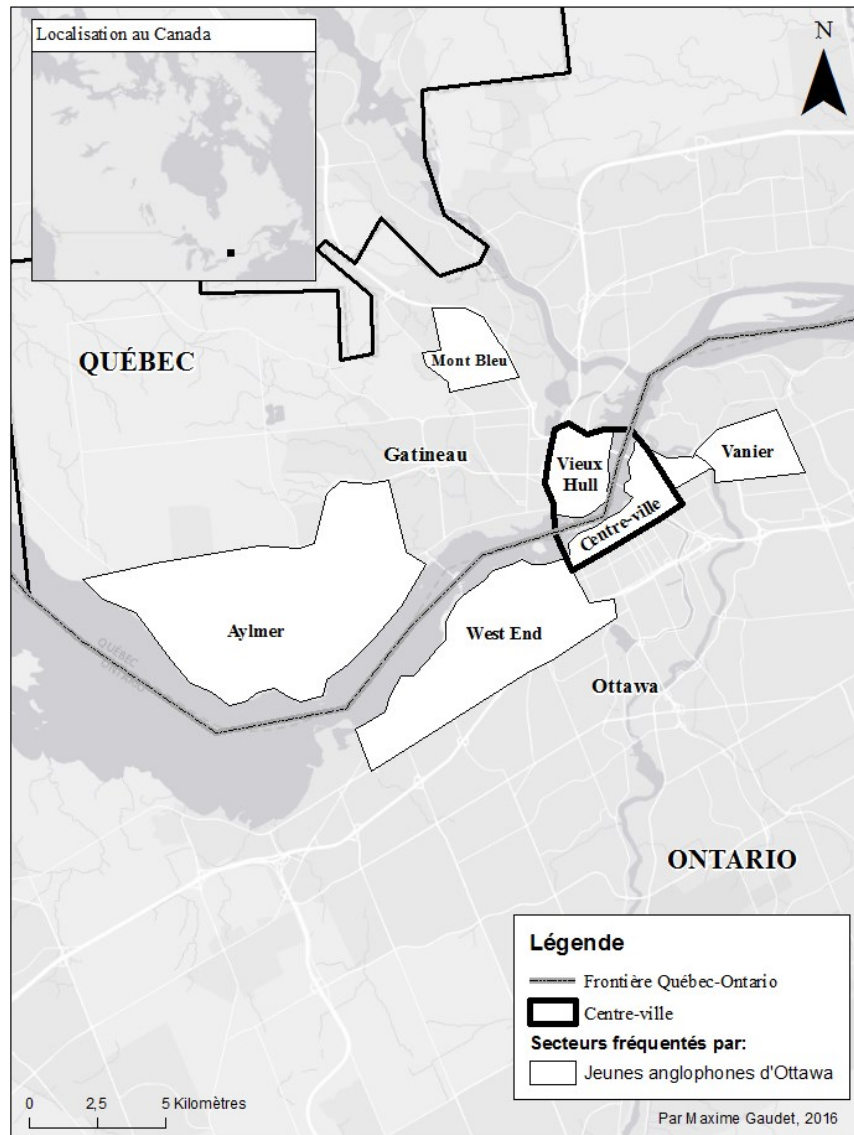 Localisation au Canada
N
QUÉBEC
Mont Bleu
Gatineau
Vieux
Hull
Vanier
Centre-ville
Aylmer
West End
QUÉBEC
ONTARIO
Ottawa
ONTARIO
Légende
Frontière Québec-Ontario
Centre-ville
Secteurs fréquentés par:
Jeunes anglophones d'Ottawa
0 2,5 5 Kilomètres
Par Maxime Gaudet, 2016